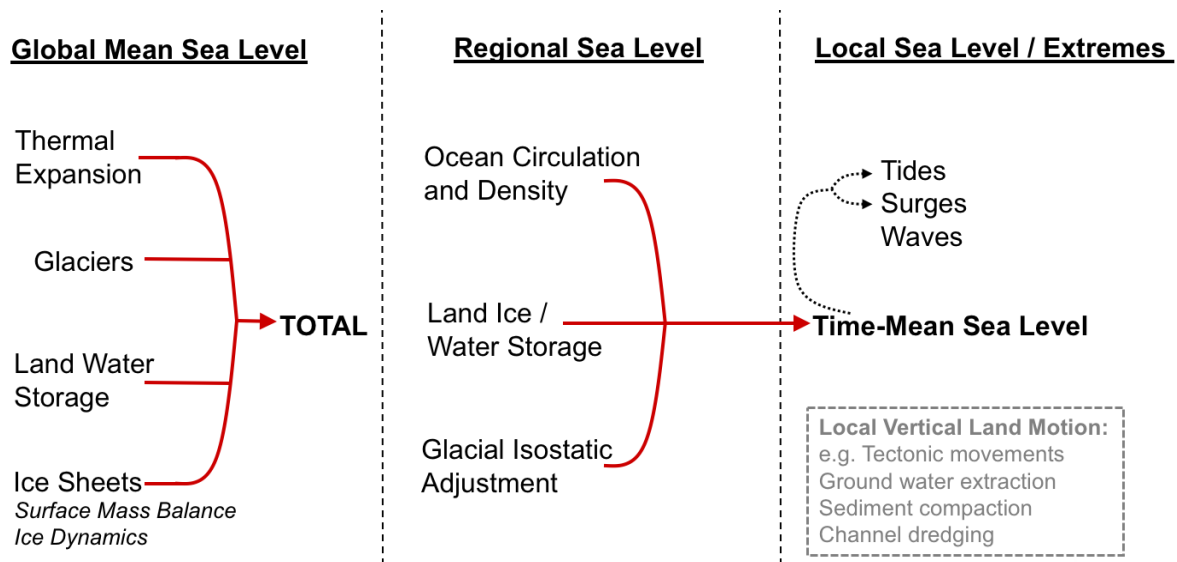 Global Mean Sea Level
Thermal
Expansion
Glaciers
TOTAL
Land Water
Storage
Ice Sheets
Surface Mass Balance
Ice Dynamics
Regional Sea Level
Ocean Circulation
and Density
Land Ice /
Water Storage
Glacial Isostatic
Adjustment
Local Sea Level / Extremes
Tides
Surges
Waves
Time-Mean Sea Level
Local Vertical Land Motion:
e.g. Tectonic movements
Ground water extraction
Sediment compaction
Channel dredging